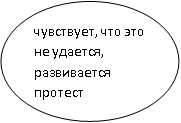 чувствует, что это
не удается,
развивается
протест